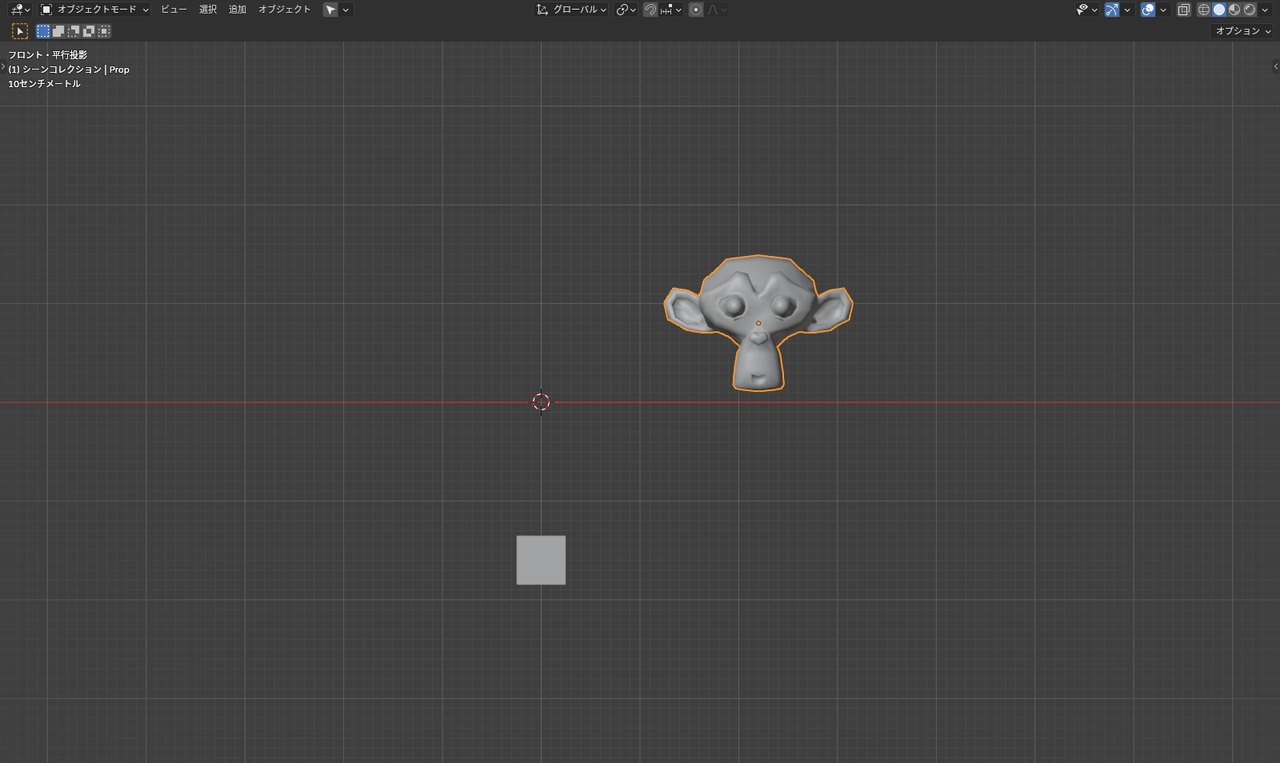 オブジェクトモード ビュー 選択 追加 オブジェクト グローバル
オプション
フロント・平行投影
(1) シーンコレクション | Prop
10センチメートル